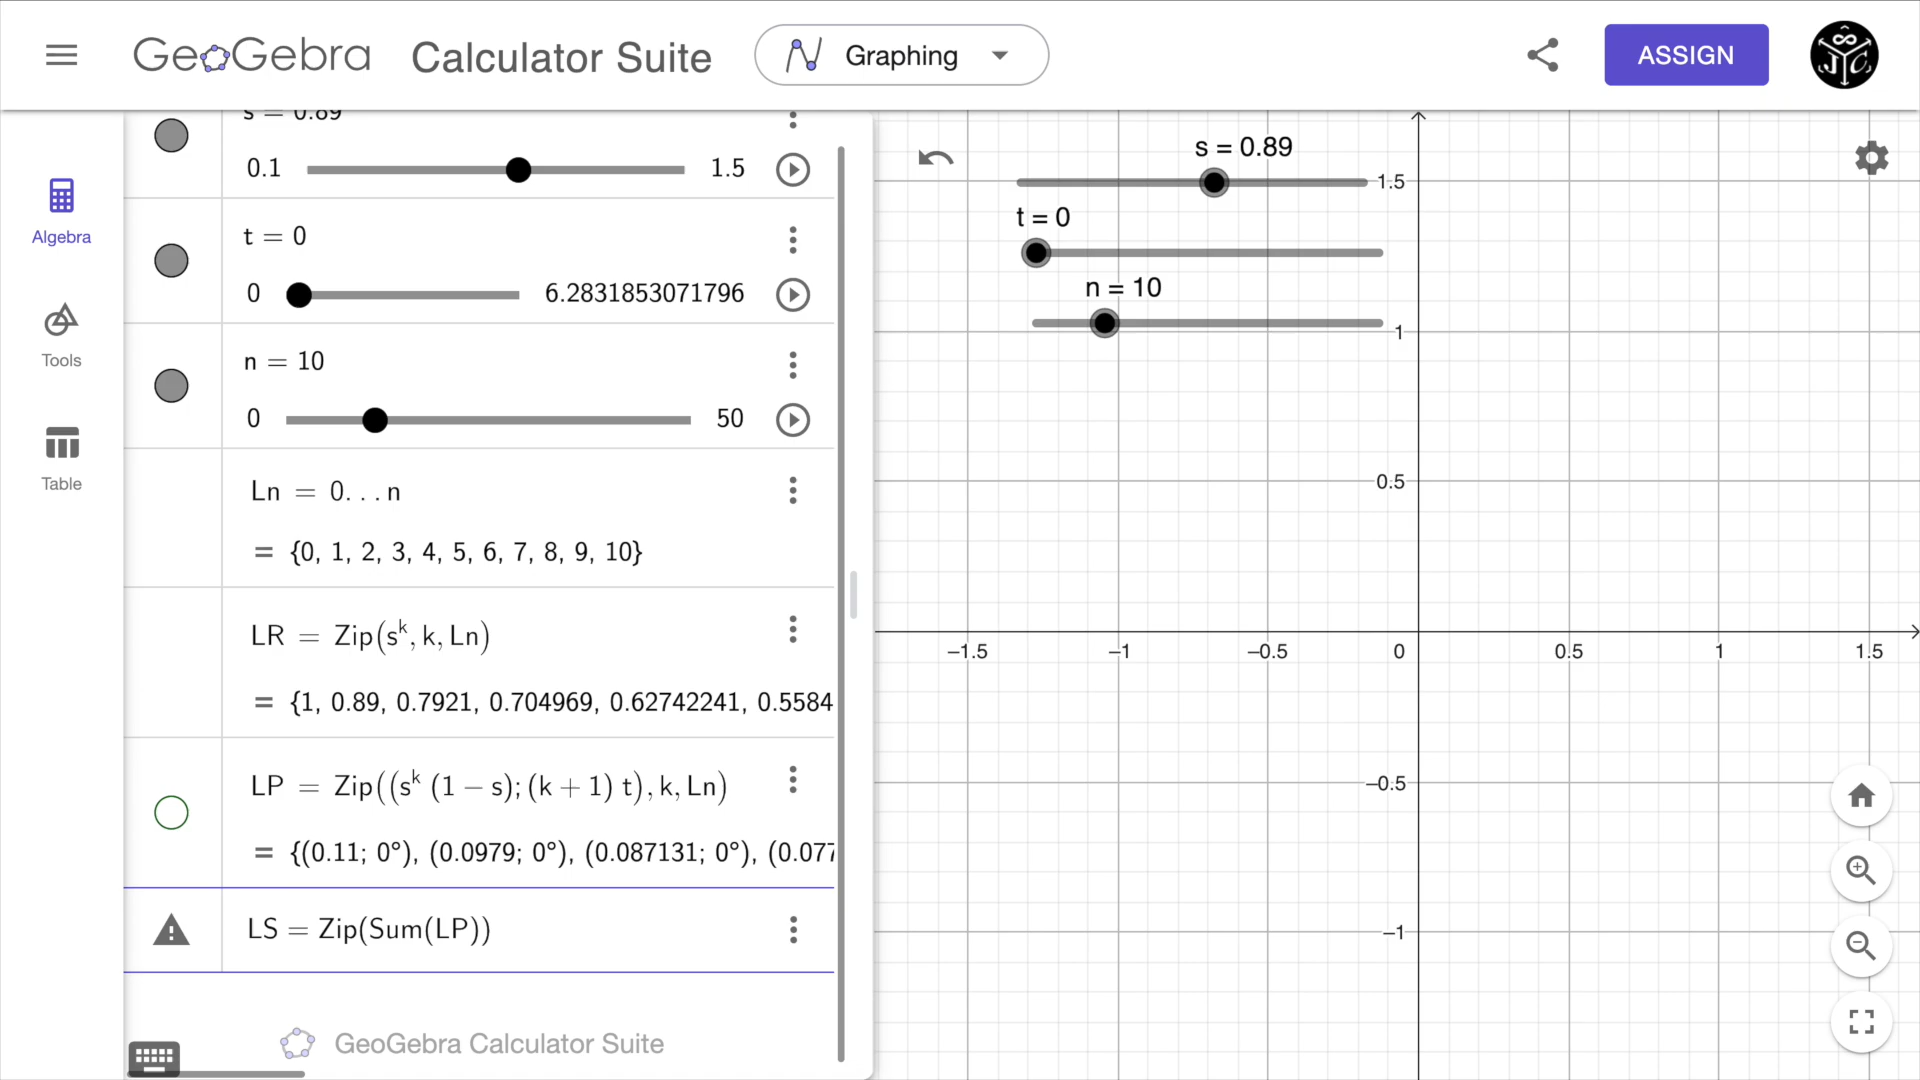 GeoGebra Calculator Suite
Graphing
ASSIGN
∞
J C
Algebra
Tools
Table
s = 0.89
0.1 1.5
t = 0
0 6.2831853071796
n = 10
0 50
Ln = 0. . . n
= {0, 1, 2, 3, 4, 5, 6, 7, 8, 9, 10}
LR = Zip(s^k, k, Ln)
= {1, 0.89, 0.7921, 0.704969, 0.62742241, 0.5584
LP = Zip((s^k (1 − s); (k + 1) t), k, Ln)
= {(0.11; 0°), (0.0979; 0°), (0.087131; 0°), (0.077
LS = Zip(Sum(LP))
GeoGebra Calculator Suite
s = 0.89
t = 0
n = 10
1.5
1
0.5
−1.5 −1 −0.5 0 0.5 1 1.5
−0.5
−1